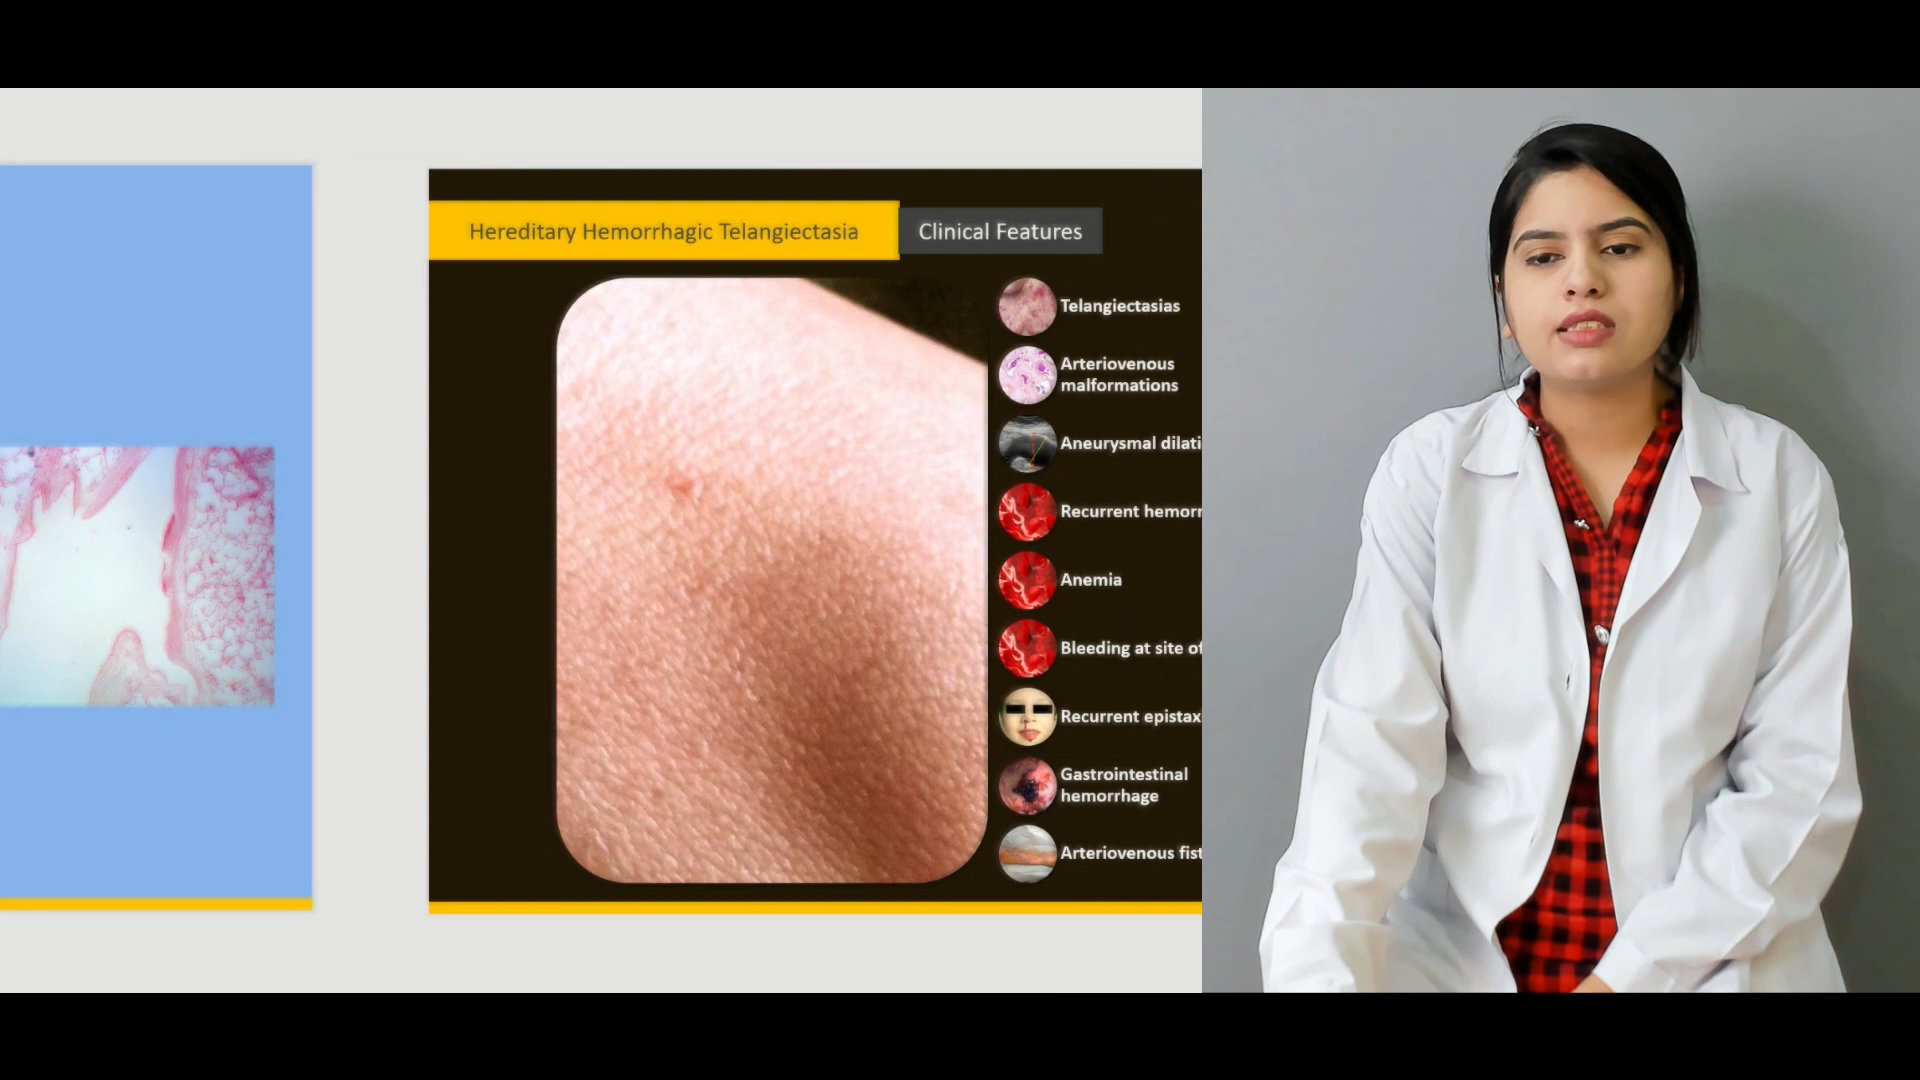 Hereditary Hemorrhagic Telangiectasia
Clinical Features
Telangiectasias
Arteriovenous
malformations
Aneurysmal dilati
Recurrent hemorr
Anemia
Bleeding at site of
Recurrent epistax
Gastrointestinal
hemorrhage
Arteriovenous fist